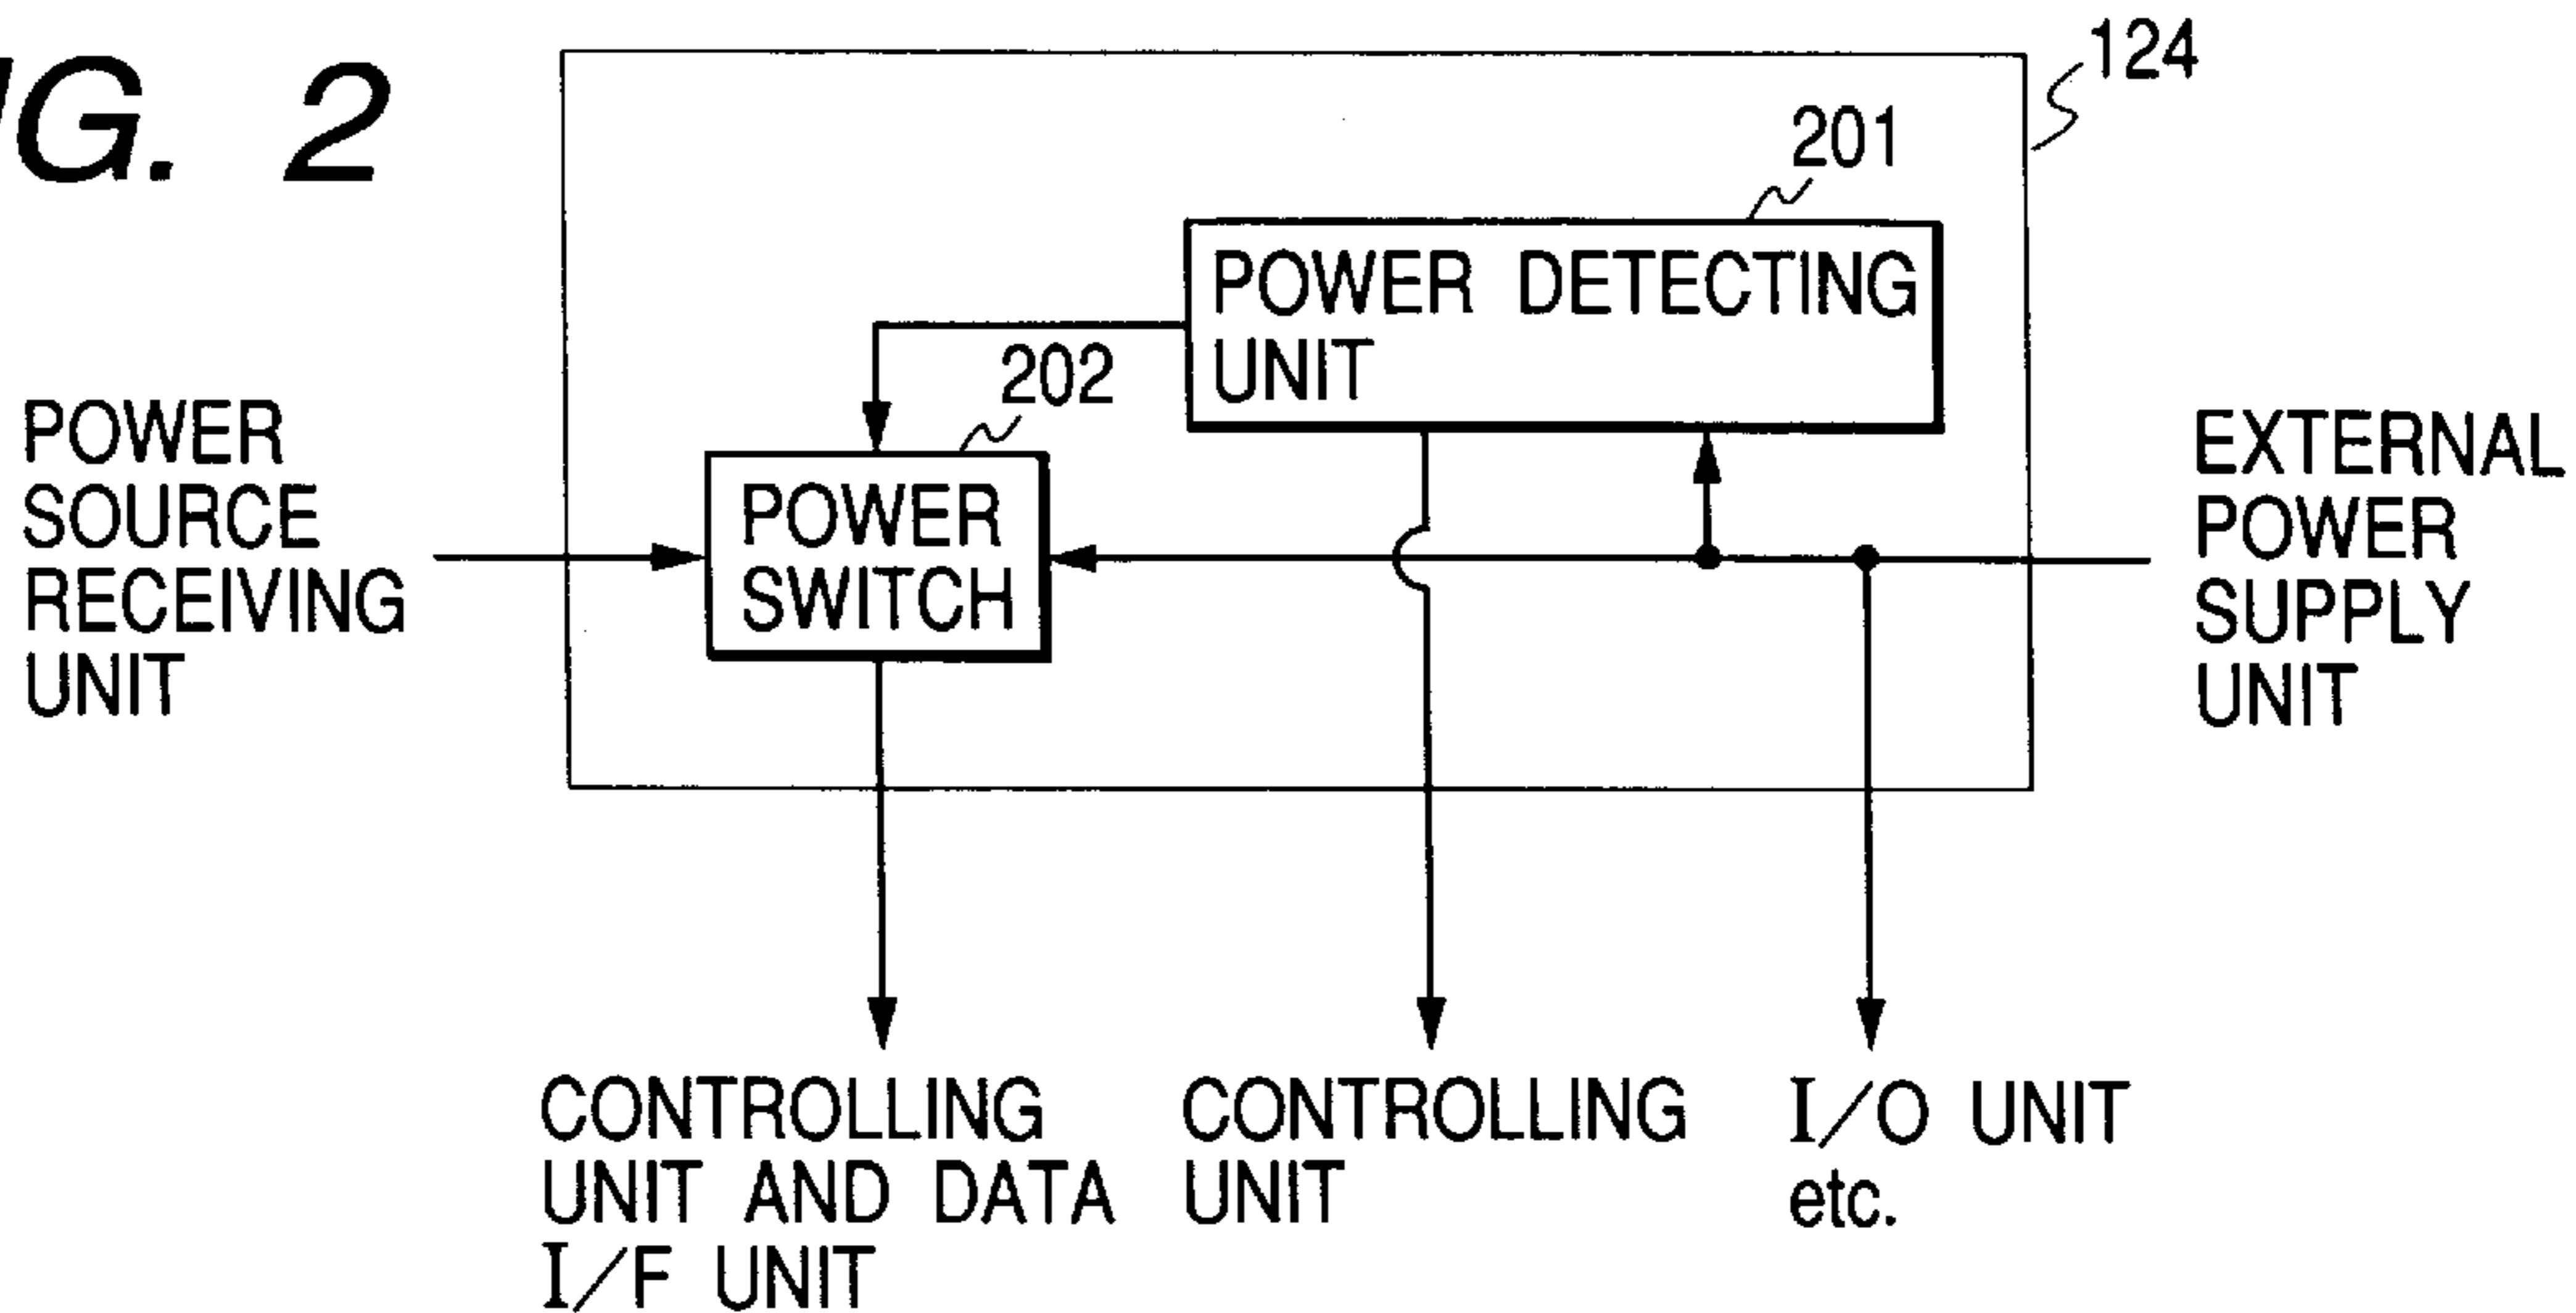 G. 2
124
201
POWER DETECTING
UNIT
202
POWER
SWITCH
POWER
SOURCE
RECEIVING
UNIT
EXTERNAL
POWER
SUPPLY
UNIT
CONTROLLING
UNIT AND DATA
I/F UNIT
CONTROLLING
UNIT
I/O UNIT
etc.